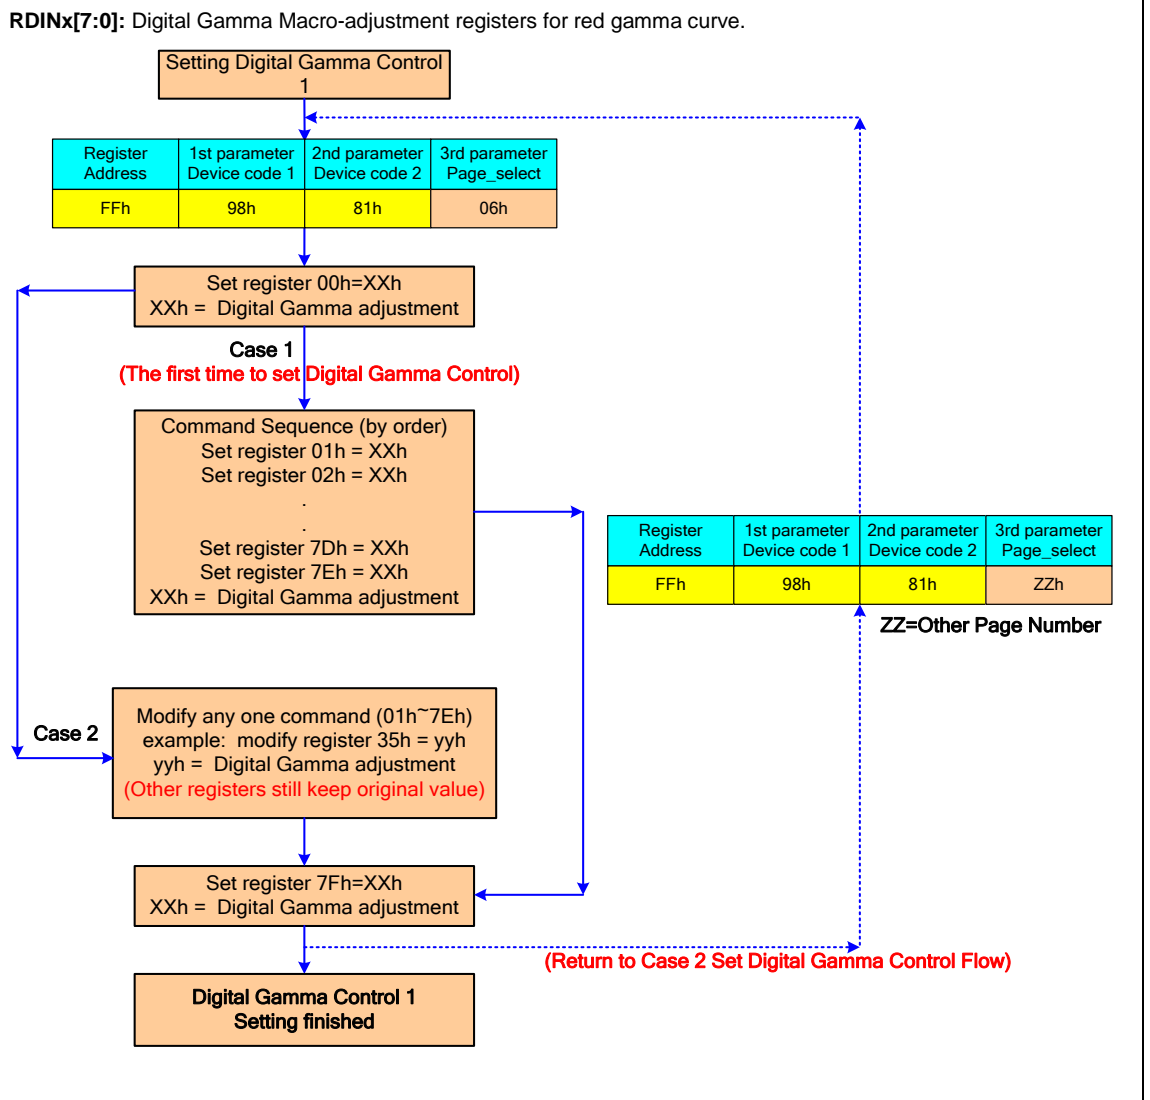 RDINx[7:0]: Digital Gamma Macro-adjustment registers for red gamma curve.
Setting Digital Gamma Control
1
Register Address
1st parameter Device code 1
2nd parameter Device code 2
3rd parameter Page_select
FFh
98h
81h
06h
Set register 00h=XXh
XXh = Digital Gamma adjustment
Case 1
(The first time to set Digital Gamma Control)
Command Sequence (by order)
Set register 01h = XXh
Set register 02h = XXh
.
.
Set register 7Dh = XXh
Set register 7Eh = XXh
XXh = Digital Gamma adjustment
Register Address
1st parameter Device code 1
2nd parameter Device code 2
3rd parameter Page_select
FFh
98h
81h
ZZh
ZZ=Other Page Number
Case 2
Modify any one command (01h~7Eh)
example: modify register 35h = yyh
yyh = Digital Gamma adjustment
(Other registers still keep original value)
Set register 7Fh=XXh
XXh = Digital Gamma adjustment
(Return to Case 2 Set Digital Gamma Control Flow)
Digital Gamma Control 1
Setting finished